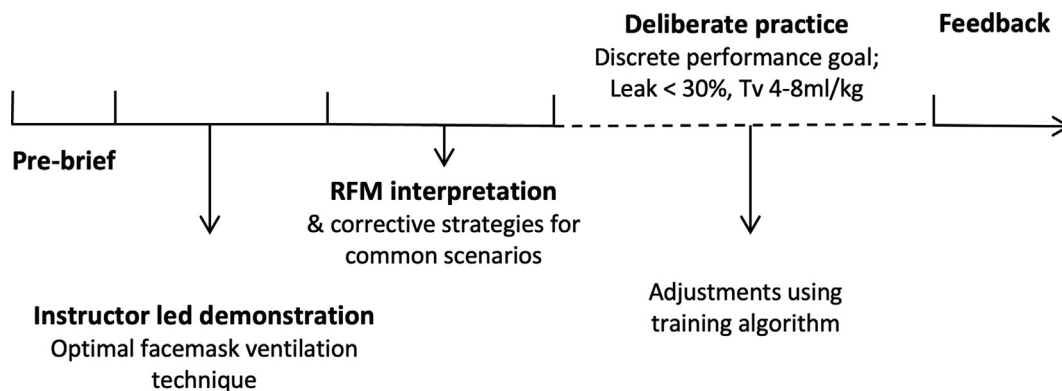 Deliberate practice
Discrete performance goal;
Leak < 30%, Tv 4-8ml/kg
Feedback
Pre-brief
RFM interpretation
& corrective strategies for
common scenarios
Instructor led demonstration
Optimal facemask ventilation
technique
Adjustments using
training algorithm